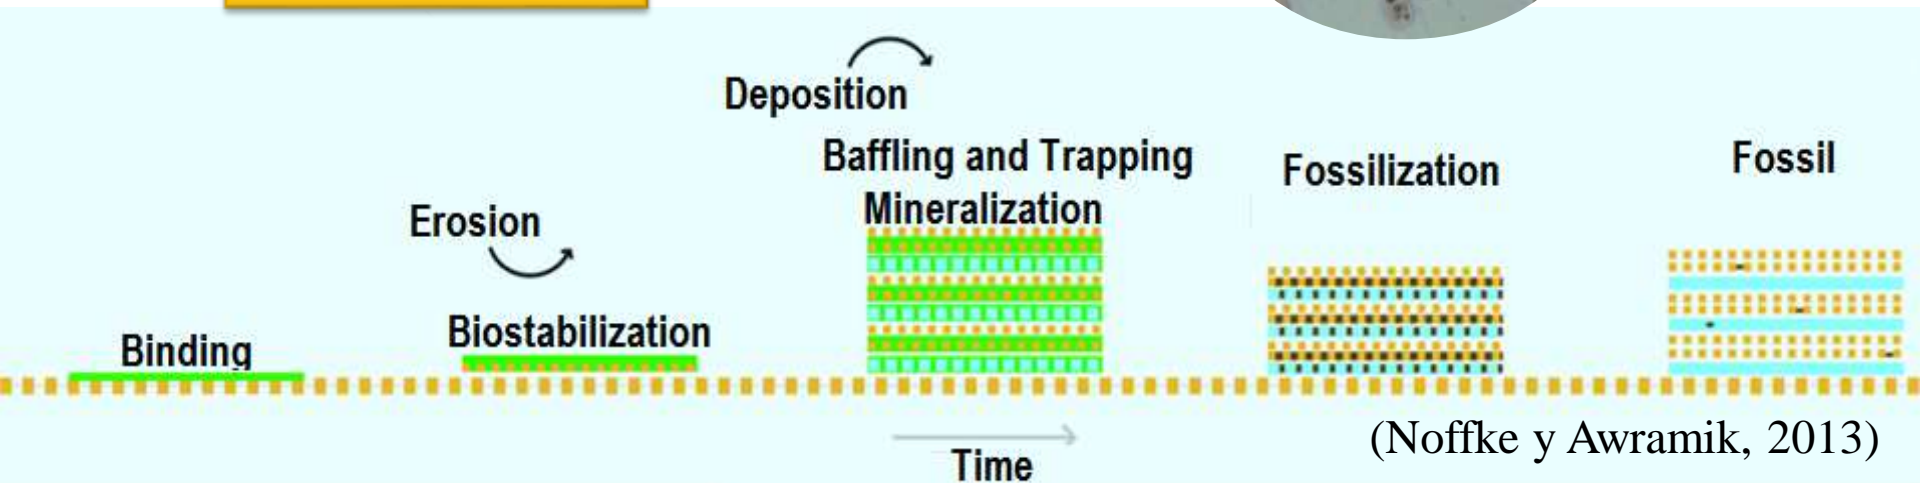 Deposition
Baffling and Trapping
Mineralization
Fossilization
Fossil
Erosion
Biostabilization
Binding
Time
(Noffke y Awramik, 2013)